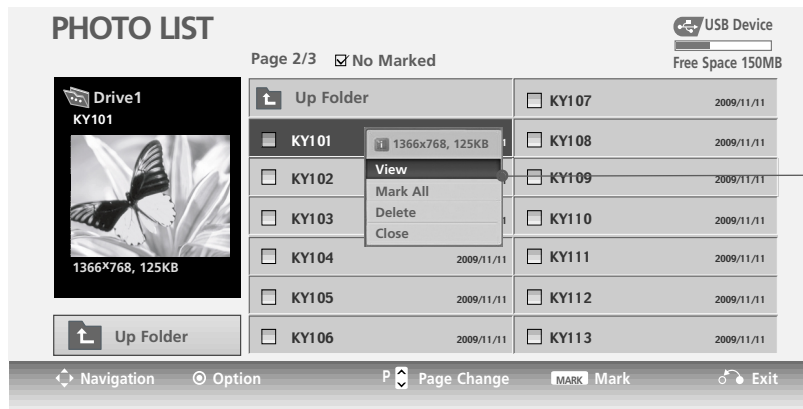 PHOTO LIST
USB Device
Page 2/3 No Marked
Free Space 150MB
Drive1
KY101
1366x768, 125KB
Up Folder
Up Folder
KY101
KY102
KY103
KY104 2009/11/11
KY105 2009/11/11
KY106 2009/11/11
1366x768, 125KB
View
Mark All
Delete
Close
KY107 2009/11/11
KY108 2009/11/11
KY109 2009/11/11
KY110 2009/11/11
KY111 2009/11/11
KY112 2009/11/11
KY113 2009/11/11
Navigation Option P Page Change MARK Mark Exit